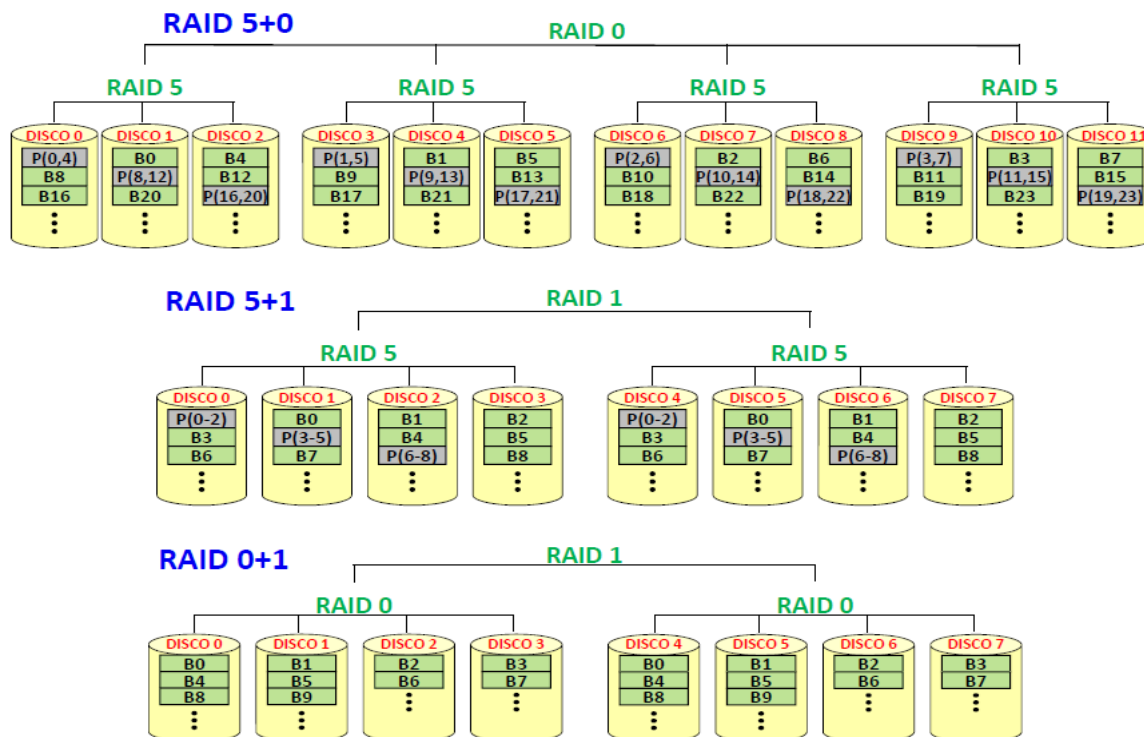 RAID 5+0
RAID 0
RAID 5 RAID 5 RAID 5 RAID 5
DISCO 0 DISCO 1 DISCO 2 DISCO 3 DISCO 4 DISCO 5 DISCO 6 DISCO 7 DISCO 8 DISCO 9 DISCO 10 DISCO 11
P(0,4) B0 B4 P(1,5) B1 B5 P(2,6) B2 B6 P(3,7) B3 B7
B8 P(8,12) B12 B9 P(9,13) B13 B10 P(10,14) B14 B11 P(11,15) B15
B16 B20 P(16,20) B17 B21 P(17,21) B18 B22 P(18,22) B19 B23 P(19,23)
RAID 5+1
RAID 1
RAID 5 RAID 5
DISCO 0 DISCO 1 DISCO 2 DISCO 3 DISCO 4 DISCO 5 DISCO 6 DISCO 7
P(0-2) B0 B1 B2 P(0-2) B0 B1 B2
B3 P(3-5) B4 B5 B3 P(3-5) B4 B5
B6 B7 P(6-8) B8 B6 B7 P(6-8) B8
RAID 0+1
RAID 1
RAID 0 RAID 0
DISCO 0 DISCO 1 DISCO 2 DISCO 3 DISCO 4 DISCO 5 DISCO 6 DISCO 7
B0 B1 B2 B3 B0 B1 B2 B3
B4 B5 B6 B7 B4 B5 B6 B7
B8 B9 B8 B9